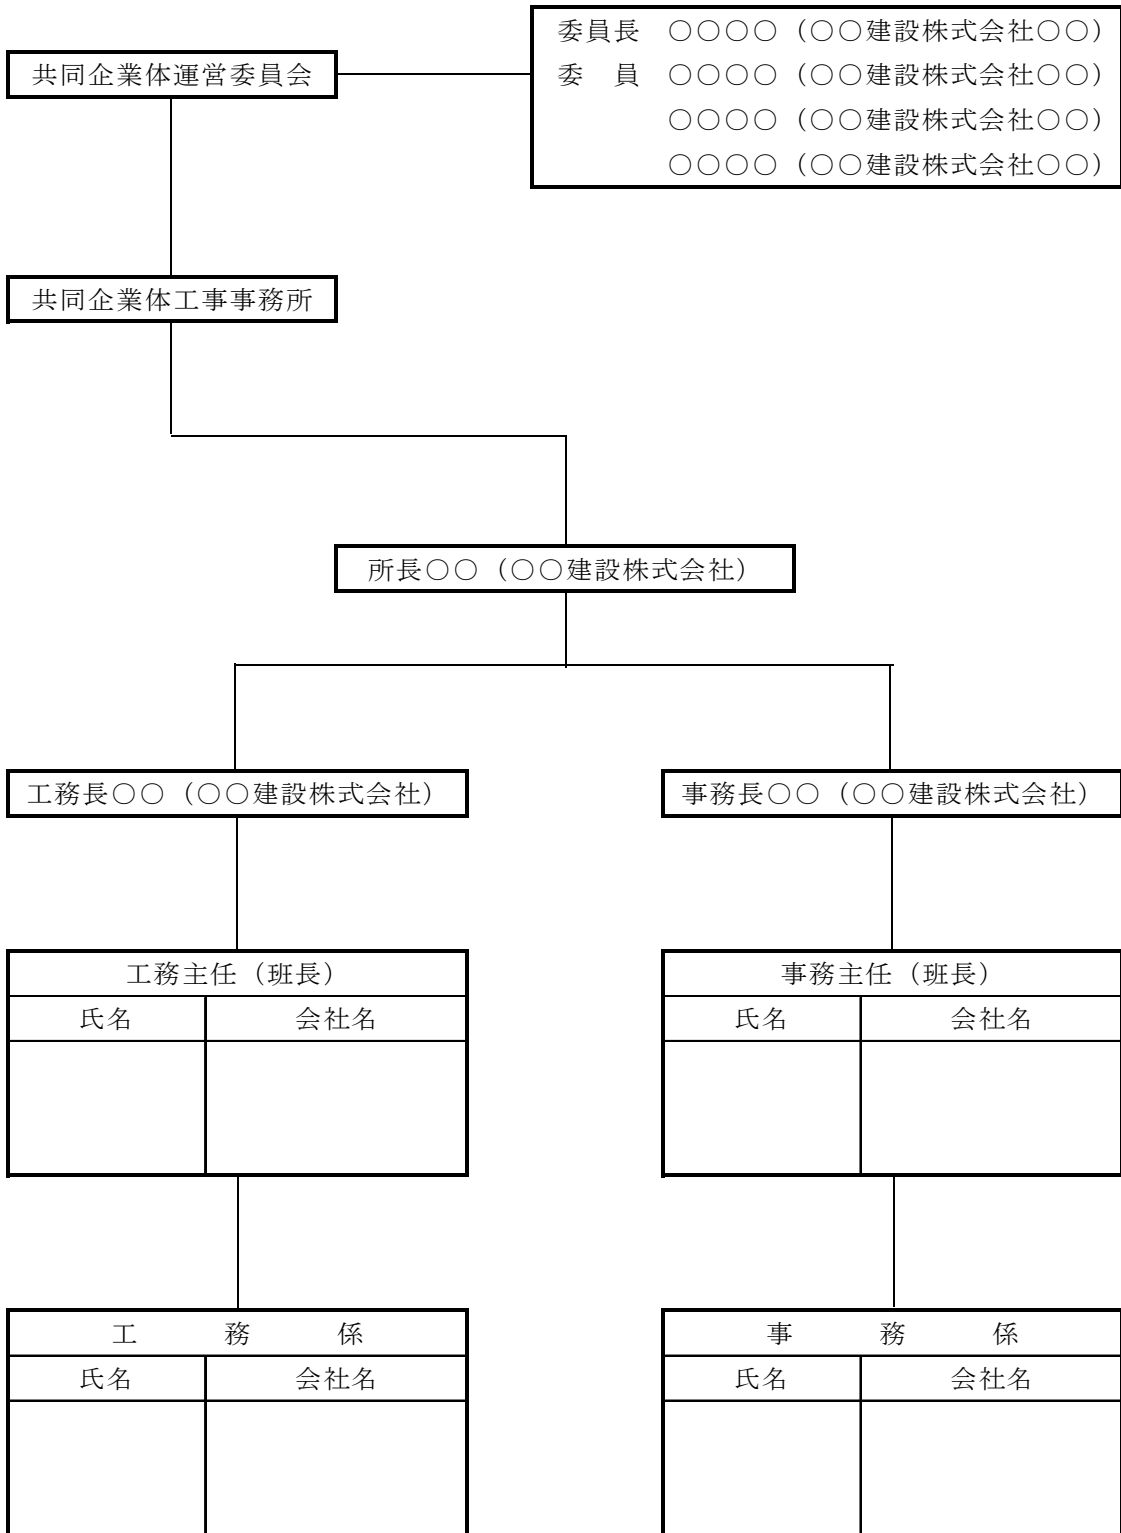 委員長　○○○○（○○建設株式会社○○）
共同企業体運営委員会
委　員　○○○○（○○建設株式会社○○）
○○○○（○○建設株式会社○○）
○○○○（○○建設株式会社○○）
共同企業体工事事務所
所長○○（○○建設株式会社）
工務長○○（○○建設株式会社）
事務長○○（○○建設株式会社）
工務主任（班長）
氏名　会社名
事務主任（班長）
氏名　会社名
工　務　係
氏名　会社名
事　務　係
氏名　会社名